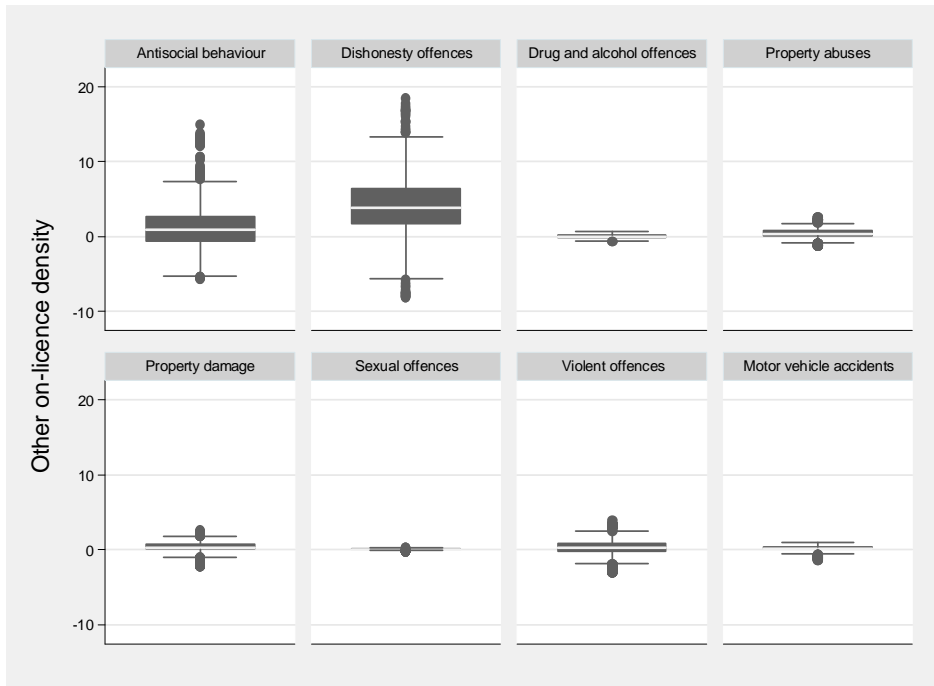 Antisocial behaviour
Dishonesty offences
Drug and alcohol offences
Property abuses
20
10
0
-10
Other on-licence density
Property damage
Sexual offences
Violent offences
Motor vehicle accidents
20
10
0
-10